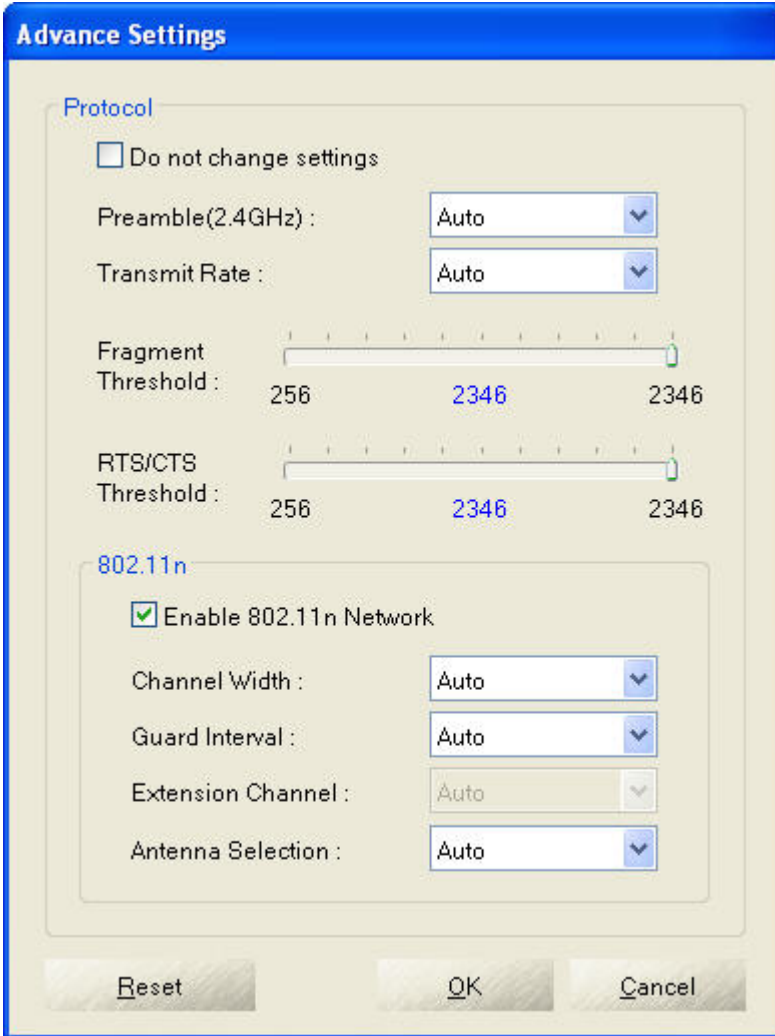 Advance Settings
Protocol
Do not change settings
Preamble(2.4GHz) : Auto
Transmit Rate : Auto
Fragment
Threshold :
256 2346 2346
RTS/CTS
Threshold :
256 2346 2346
802.11n
Enable 802.11n Network
Channel Width : Auto
Guard Interval : Auto
Extension Channel : Auto
Antenna Selection : Auto
Reset OK Cancel